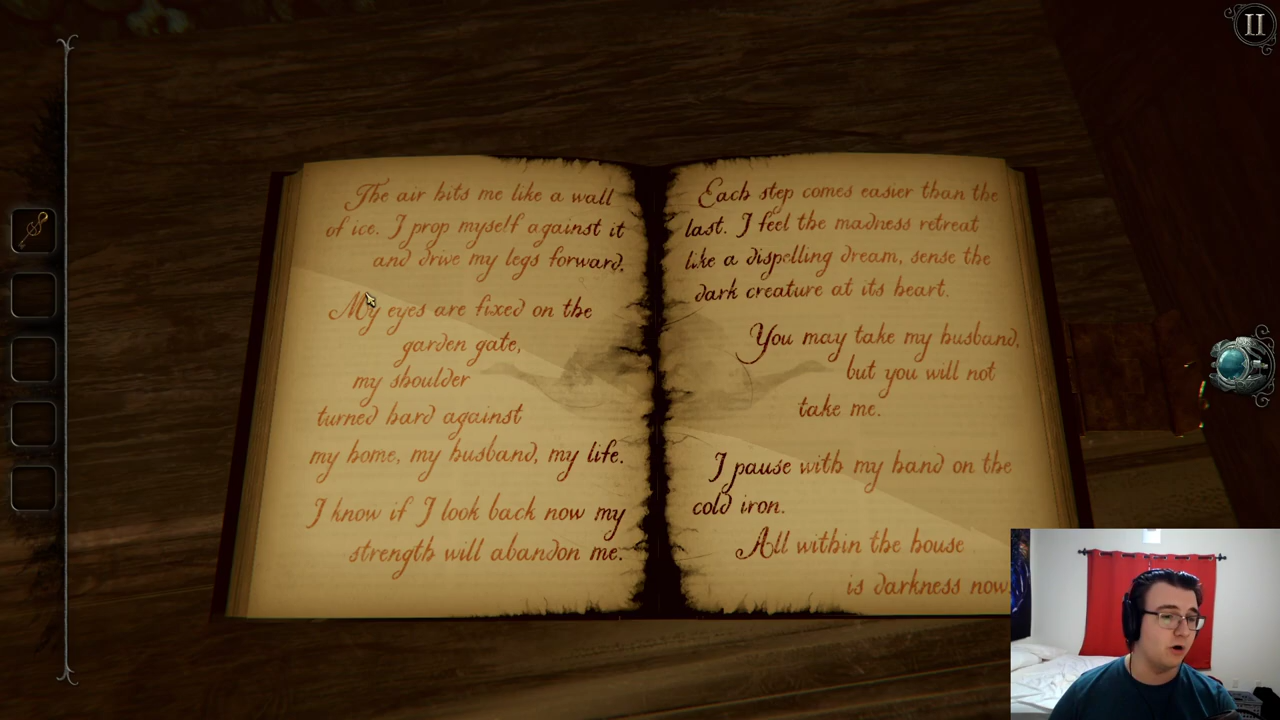 II
The air hits me like a wall
of ice. I prop myself against it
and drive my legs forward.
My eyes are fixed on the
garden gate,
my shoulder
turned hard against
my home, my husband, my life.
I know if I look back now my
strength will abandon me.
Each step comes easier than the
last. I feel the madness retreat
like a dispelling dream, sense the
dark creature at its heart.
You may take my husband,
but you will not
take me.
I pause with my hand on the
cold iron.
All within the house
is darkness now